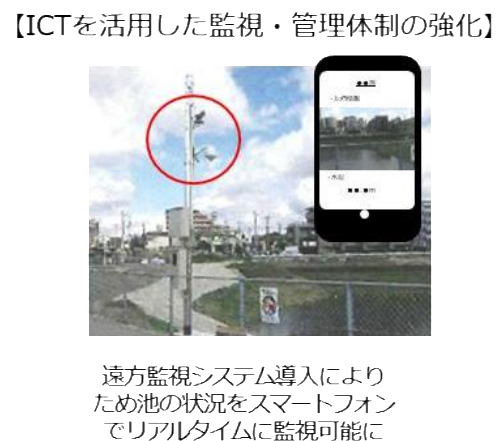 【ICTを活用した監視・管理体制の強化】
●●池
・水位
■■.■m
遠方監視システム導入により
ため池の状況をスマートフォン
でリアルタイムに監視可能に